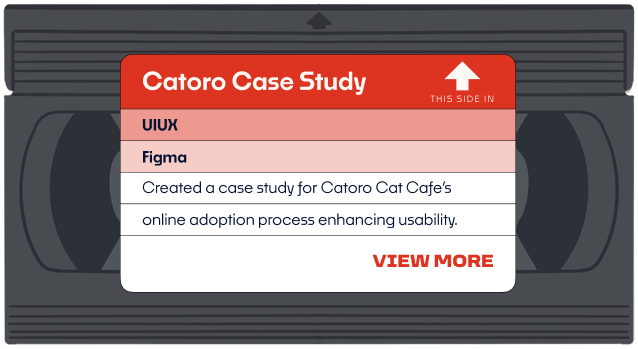 Catoro Case Study
THIS SIDE IN
UIUX
Figma
Created a case study for Catoro Cat Cafe's
online adoption process enhancing usability.
VIEW MORE